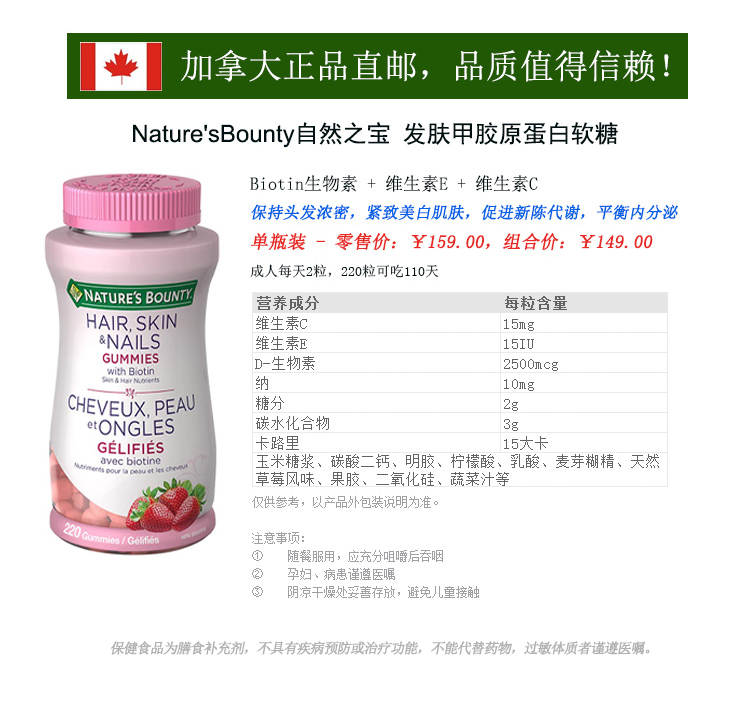 加拿大正品直邮，品质值得信赖！
Nature'sBounty自然之宝 发肤甲胶原蛋白软糖
Biotin生物素 + 维生素E + 维生素C
保持头发浓密，紧致美白肌肤，促进新陈代谢，平衡内分泌
单瓶装 － 零售价：￥159.00，组合价：￥149.00
成人每天2粒，220粒可吃110天
营养成分 每粒含量
维生素C 15mg
维生素E 15IU
D-生物素 2500mcg
纳 10mg
糖分 2g
碳水化合物 3g
卡路里 15大卡
玉米糖浆、碳酸二钙、明胶、柠檬酸、乳酸、麦芽糊精、天然
草莓风味、果胶、二氧化硅、蔬菜汁等
仅供参考，以产品外包装说明为准。
注意事项：
① 随餐服用，应充分咀嚼后吞咽
② 孕妇、病患谨遵医嘱
③ 阴凉干燥处妥善存放，避免儿童接触
NATURE'S BOUNTY
HAIR, SKIN
& NAILS
GUMMIES
with Biotin
Skin & Hair Nutrients
CHEVEUX, PEAU
et ONGLES
GÉLIFIÉS
avec biotine
Nutriments pour la peau et les cheveux
220 Gummies / Gélifiés
保健食品为膳食补充剂，不具有疾病预防或治疗功能，不能代替药物，过敏体质者谨遵医嘱。